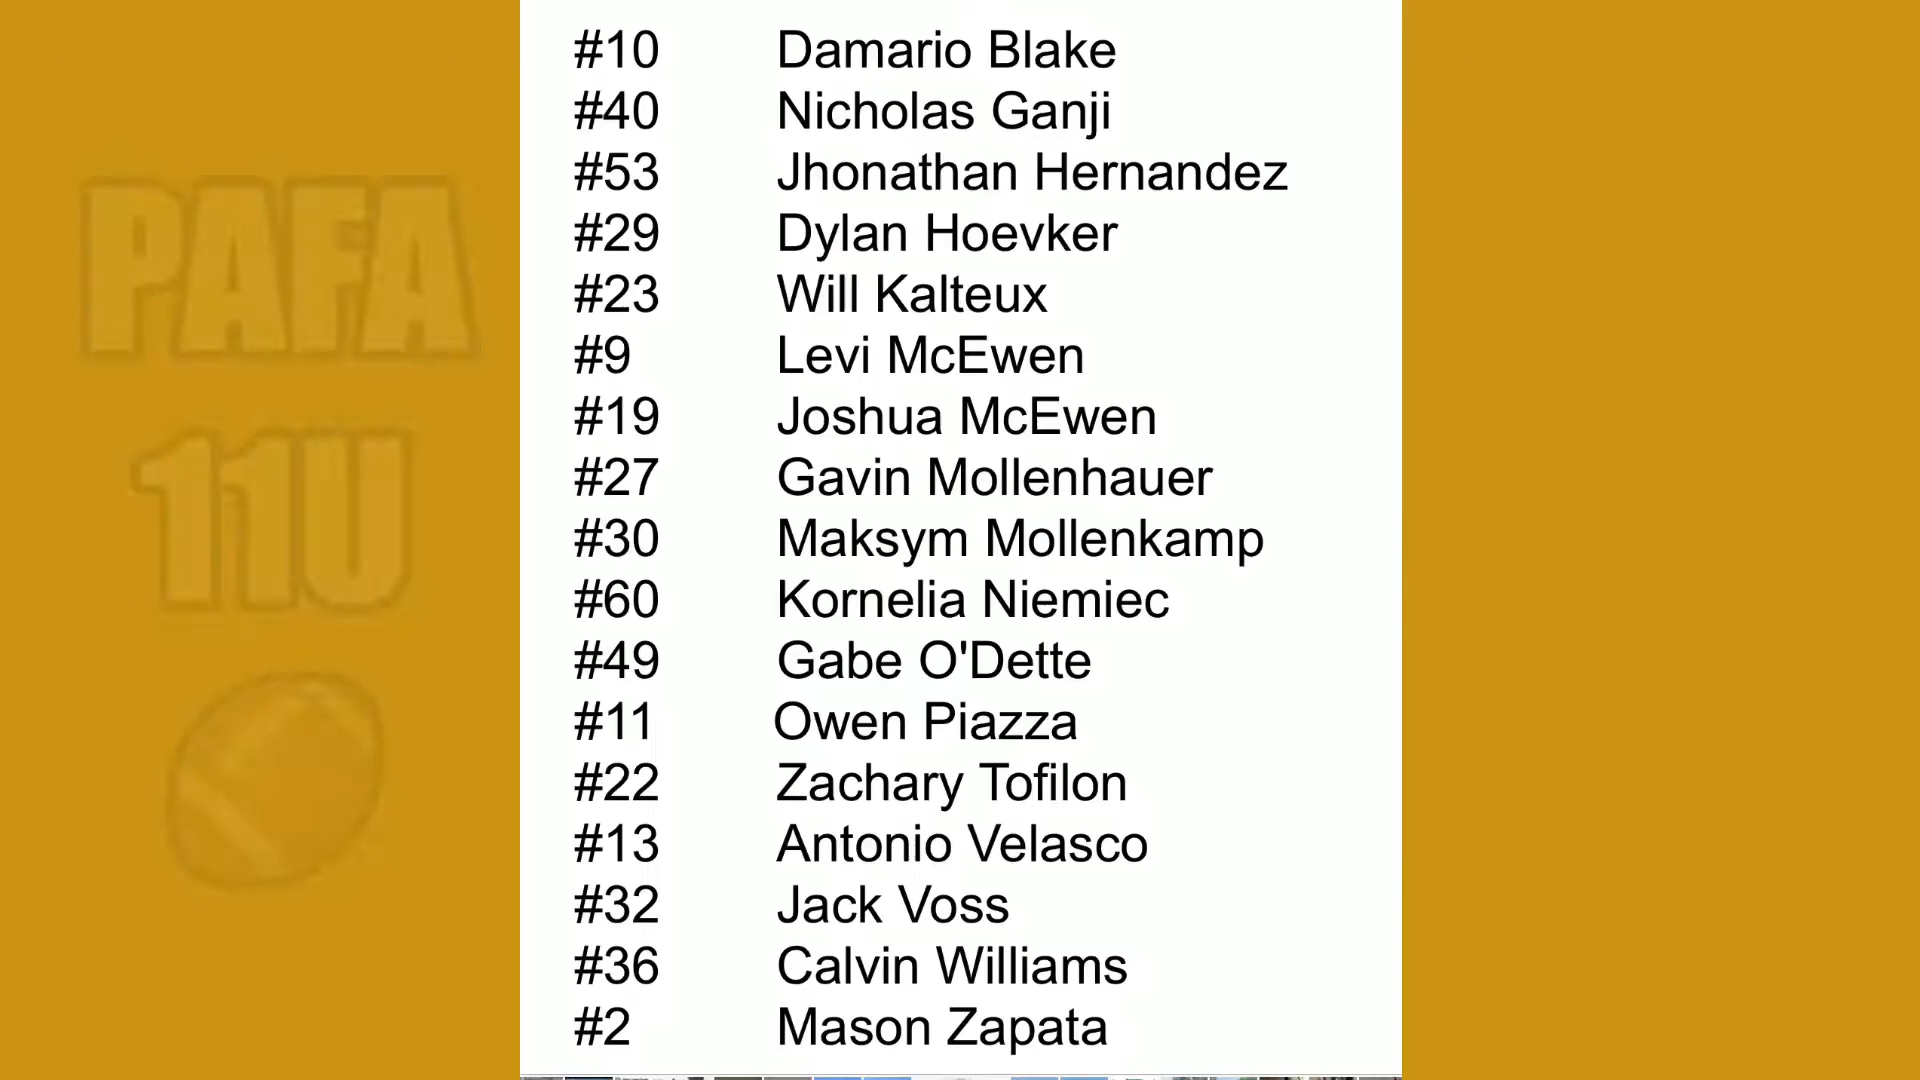 PAFA
11U
#10 Damario Blake
#40 Nicholas Ganji
#53 Jhonathan Hernandez
#29 Dylan Hoevker
#23 Will Kalteux
#9 Levi McEwen
#19 Joshua McEwen
#27 Gavin Mollenhauer
#30 Maksym Mollenkamp
#60 Kornelia Niemiec
#49 Gabe O'Dette
#11 Owen Piazza
#22 Zachary Tofilon
#13 Antonio Velasco
#32 Jack Voss
#36 Calvin Williams
#2 Mason Zapata